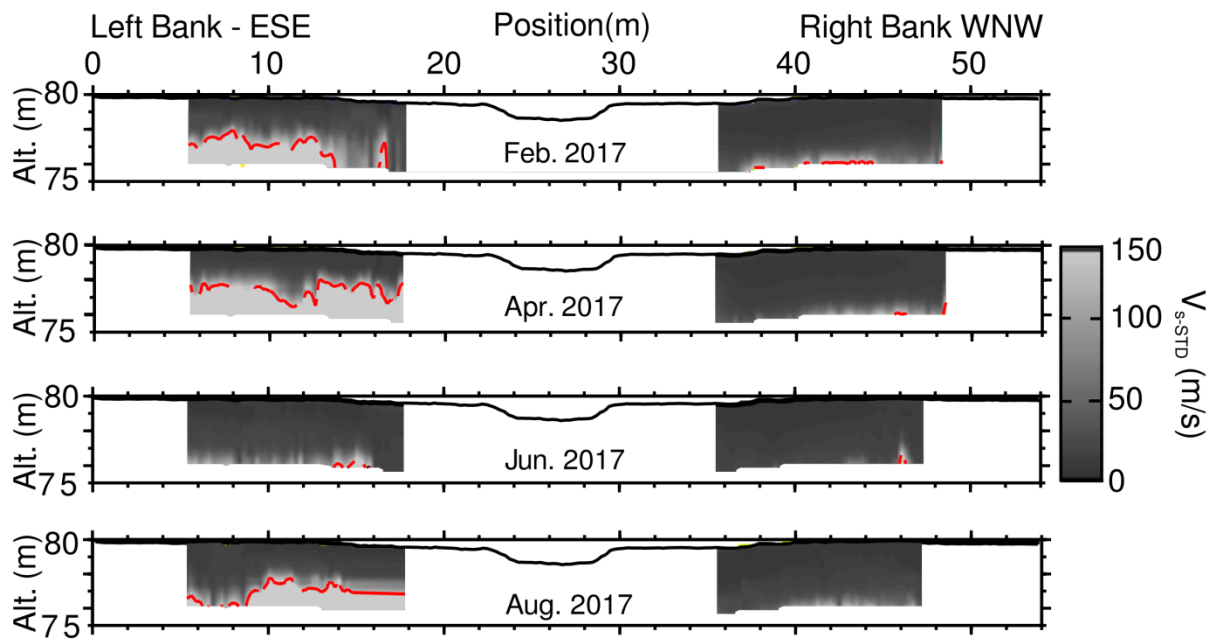 Left Bank - ESE Position(m) Right Bank WNW
0 10 20 30 40 50
80
75
Alt. (m)
Feb. 2017
80
75
Alt. (m)
Apr. 2017
80
75
Alt. (m)
Jun. 2017
80
75
Alt. (m)
Aug. 2017
150
100
50
0
Vs-STD (m/s)